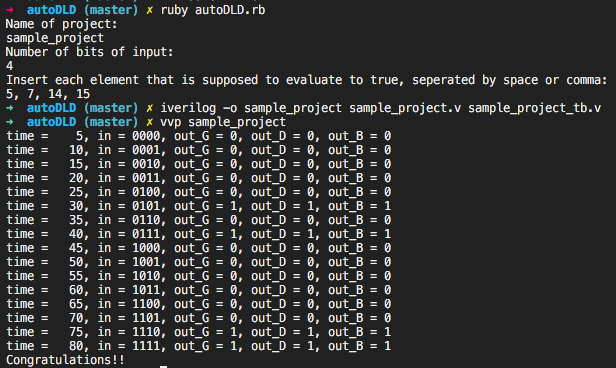 ➜  autoDLD (master) ✗ ruby autoDLD.rb
Name of project:
sample_project
Number of bits of input:
4
Insert each element that is supposed to evaluate to true, seperated by space or comma:
5, 7, 14, 15
➜  autoDLD (master) ✗ iverilog -o sample_project sample_project.v sample_project_tb.v
➜  autoDLD (master) ✗ vvp sample_project
time =    5, in = 0000, out_G = 0, out_D = 0, out_B = 0
time =   10, in = 0001, out_G = 0, out_D = 0, out_B = 0
time =   15, in = 0010, out_G = 0, out_D = 0, out_B = 0
time =   20, in = 0011, out_G = 0, out_D = 0, out_B = 0
time =   25, in = 0100, out_G = 0, out_D = 0, out_B = 0
time =   30, in = 0101, out_G = 1, out_D = 1, out_B = 1
time =   35, in = 0110, out_G = 0, out_D = 0, out_B = 0
time =   40, in = 0111, out_G = 1, out_D = 1, out_B = 1
time =   45, in = 1000, out_G = 0, out_D = 0, out_B = 0
time =   50, in = 1001, out_G = 0, out_D = 0, out_B = 0
time =   55, in = 1010, out_G = 0, out_D = 0, out_B = 0
time =   60, in = 1011, out_G = 0, out_D = 0, out_B = 0
time =   65, in = 1100, out_G = 0, out_D = 0, out_B = 0
time =   70, in = 1101, out_G = 0, out_D = 0, out_B = 0
time =   75, in = 1110, out_G = 1, out_D = 1, out_B = 1
time =   80, in = 1111, out_G = 1, out_D = 1, out_B = 1
Congratulations!!